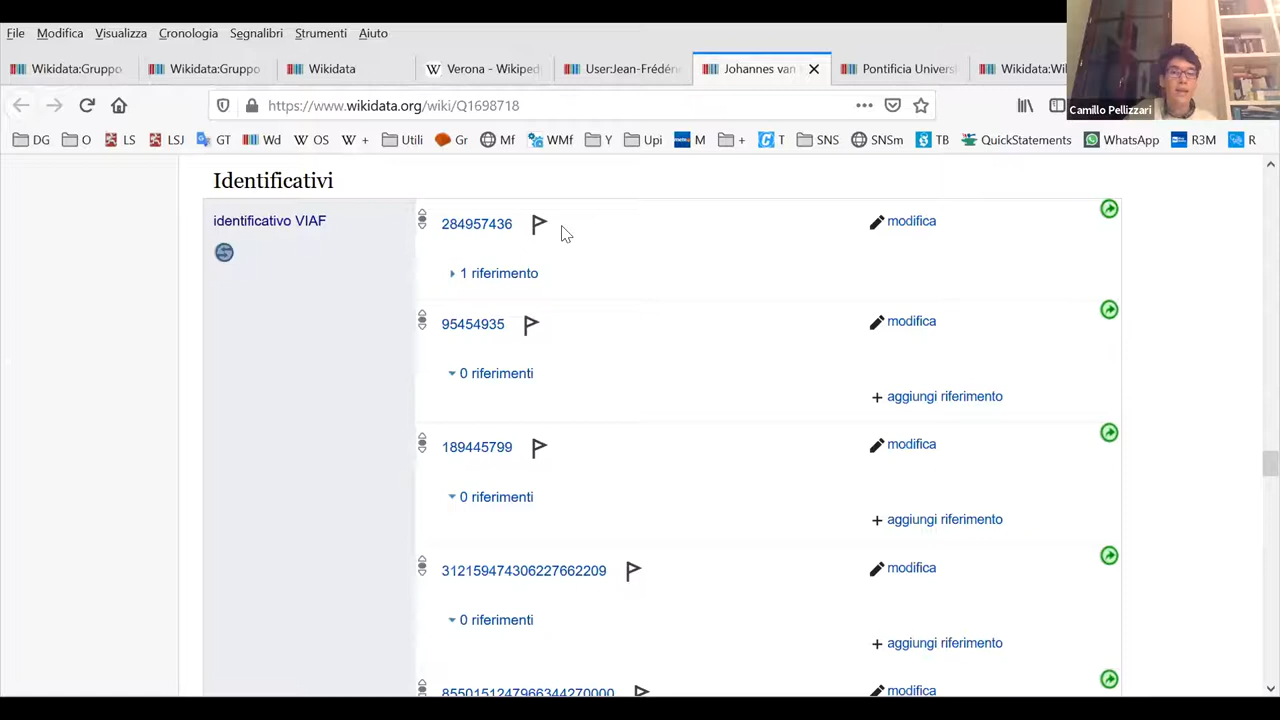 File Modifica Visualizza Cronologia Segnalibri Strumenti Aiuto
Wikidata:Gruppo Wikidata:Gruppo Wikidata Verona - Wikiped User:Jean-Frédéric Johannes van Pontificia Univers Wikidata:Wi
Camillo Pellizzari
https://www.wikidata.org/wiki/Q1698718
DG O LS LSJ GT Wd OS + Utili G Mf WMf Y Upi M + T SNS SNSm TB QuickStatements WhatsApp R3M R
Identificativi
identificativo VIAF
284957436 modifica
1 riferimento
95454935 modifica
0 riferimenti
+ aggiungi riferimento
189445799 modifica
0 riferimenti
+ aggiungi riferimento
312159474306227662209 modifica
0 riferimenti
+ aggiungi riferimento
8550151247966344270000 modifica